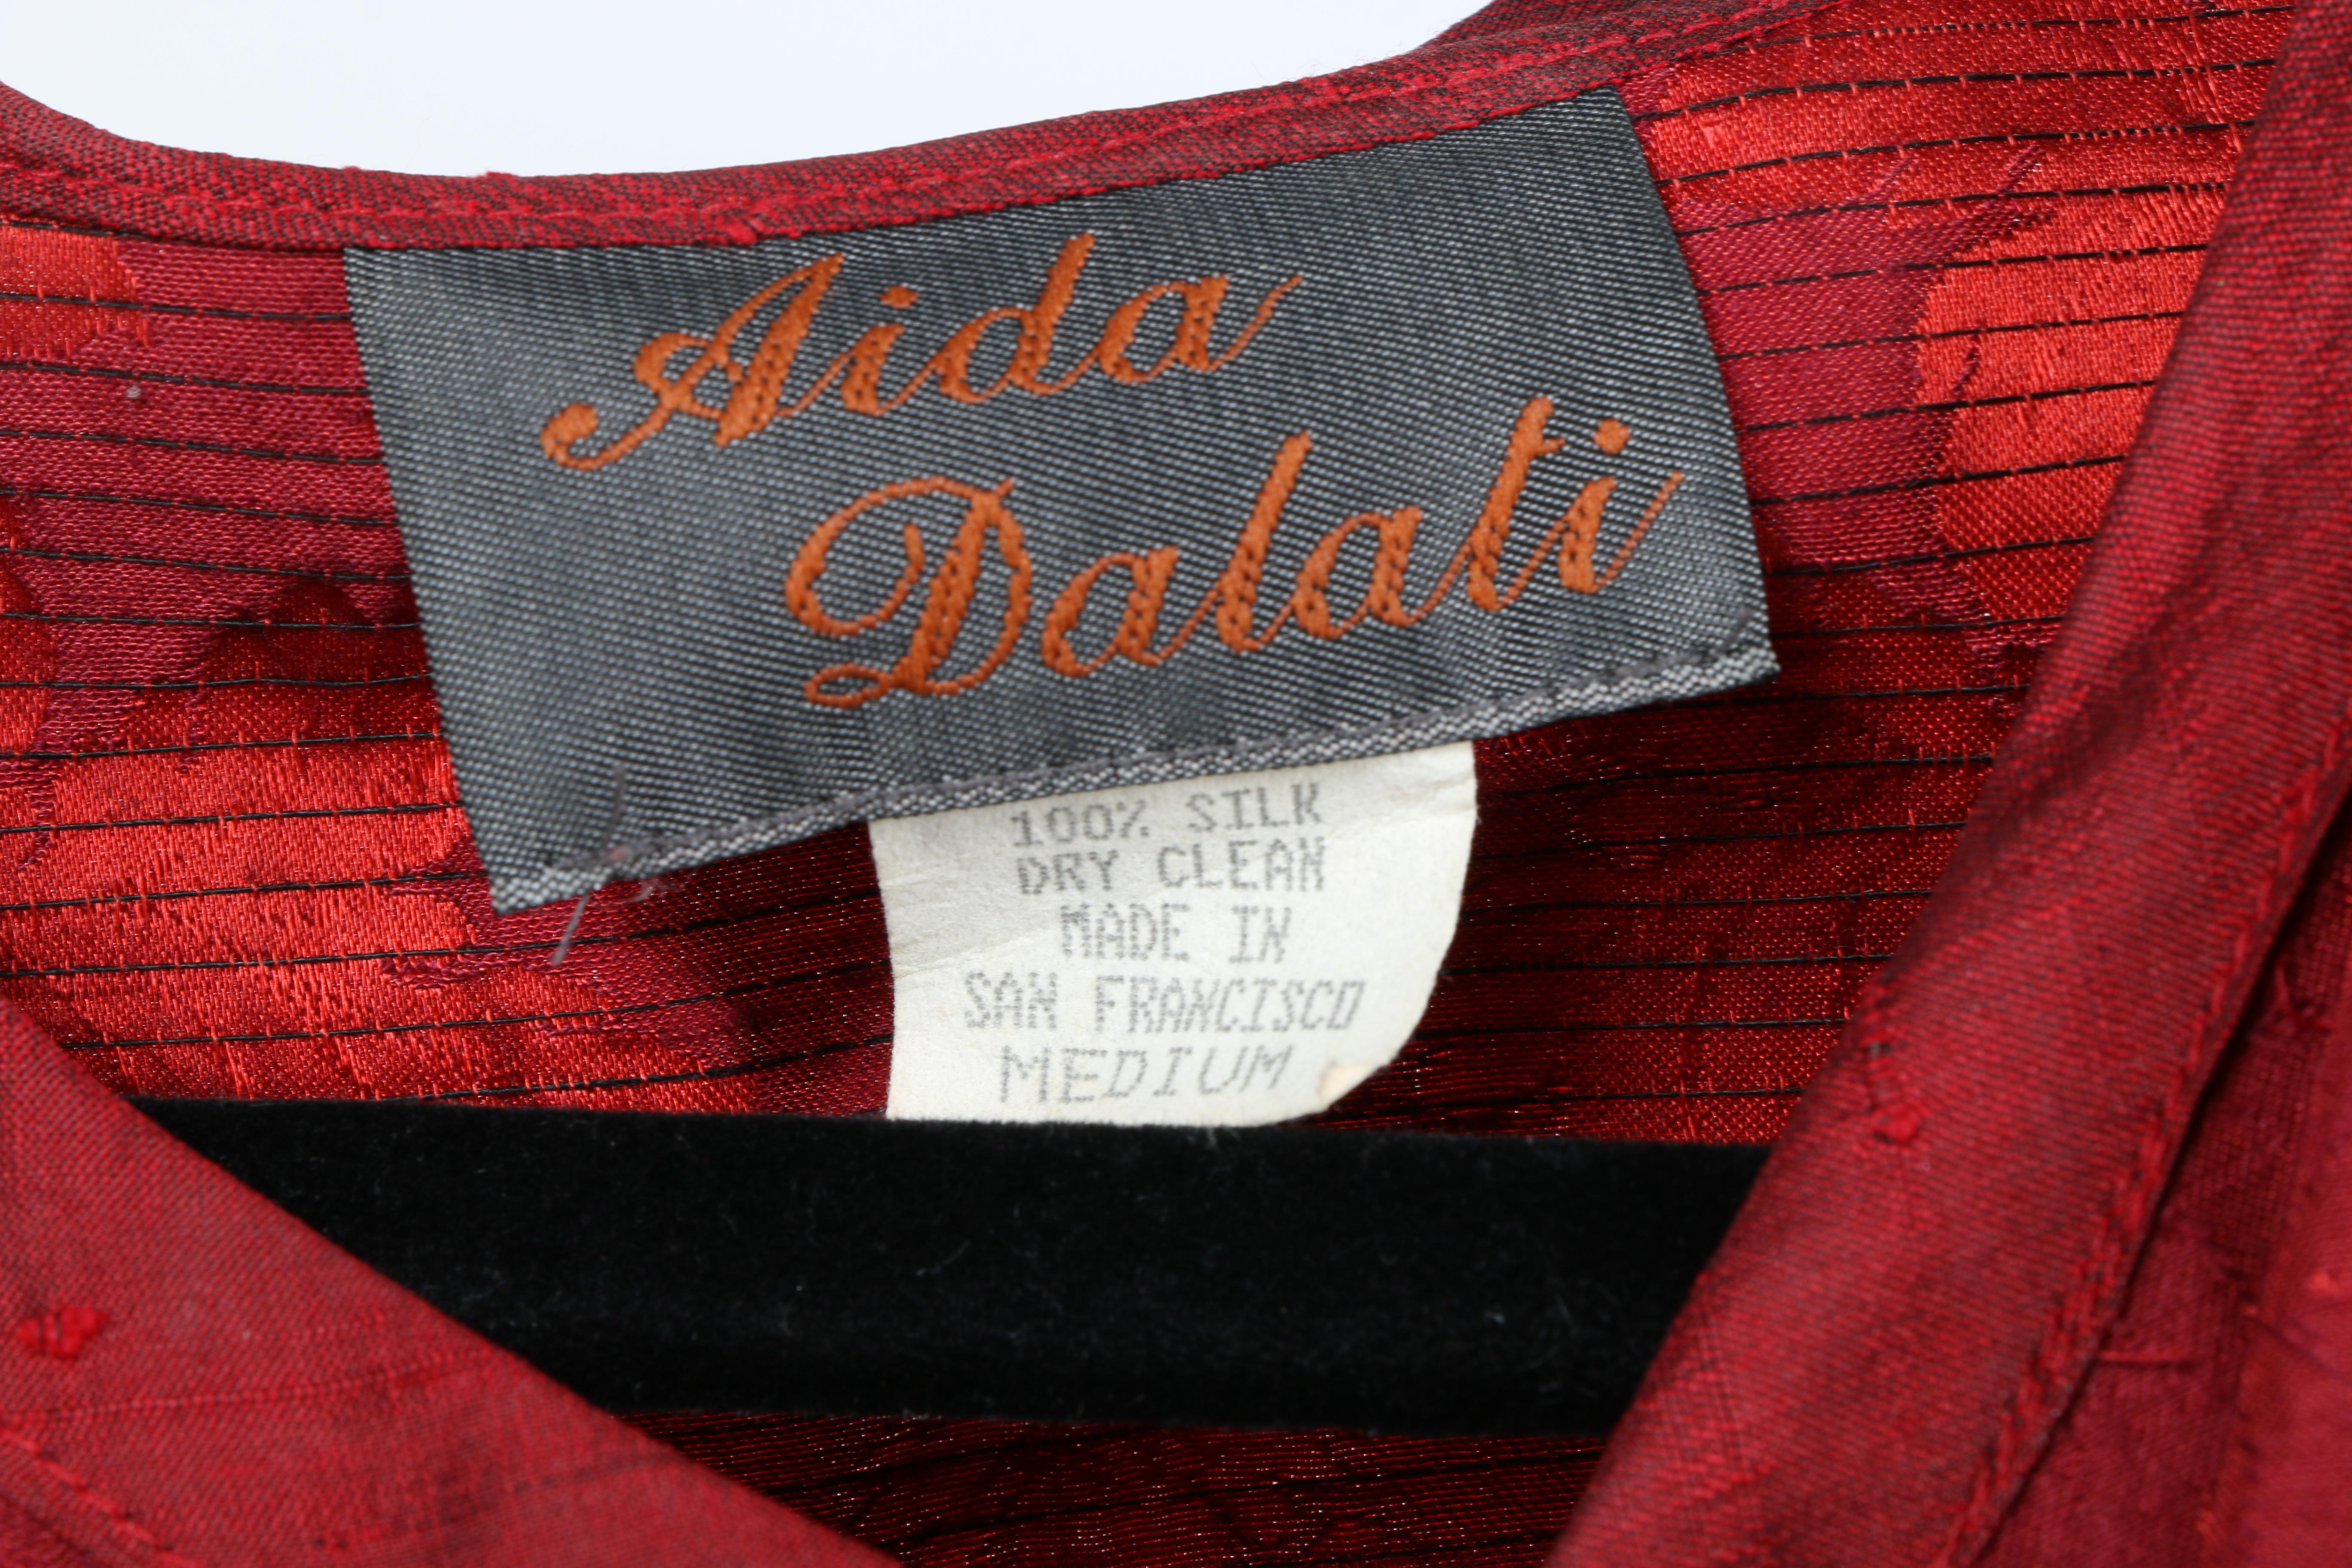 Aida
Dalati
100% SILK
DRY CLEAN
MADE IN
SAN FRANCISCO
MEDIUM